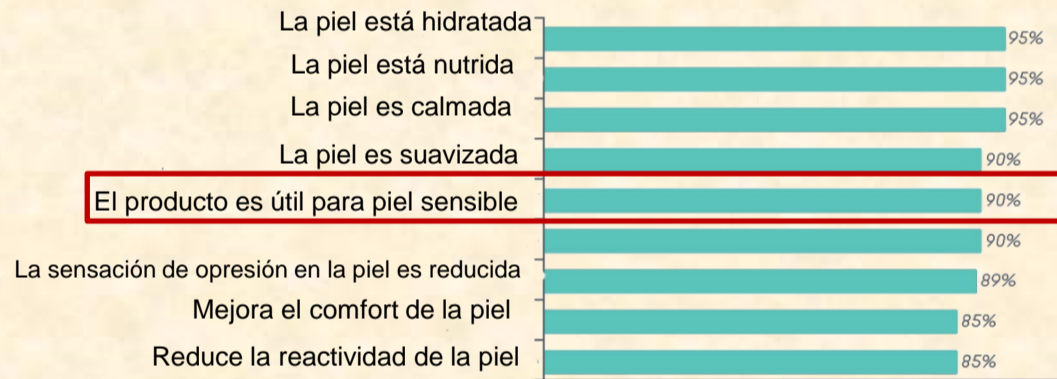 La piel está hidratada 95%
La piel está nutrida 95%
La piel es calmada 95%
La piel es suavizada 90%
El producto es útil para piel sensible 90%
90%
La sensación de opresión en la piel es reducida 89%
Mejora el comfort de la piel 85%
Reduce la reactividad de la piel 85%